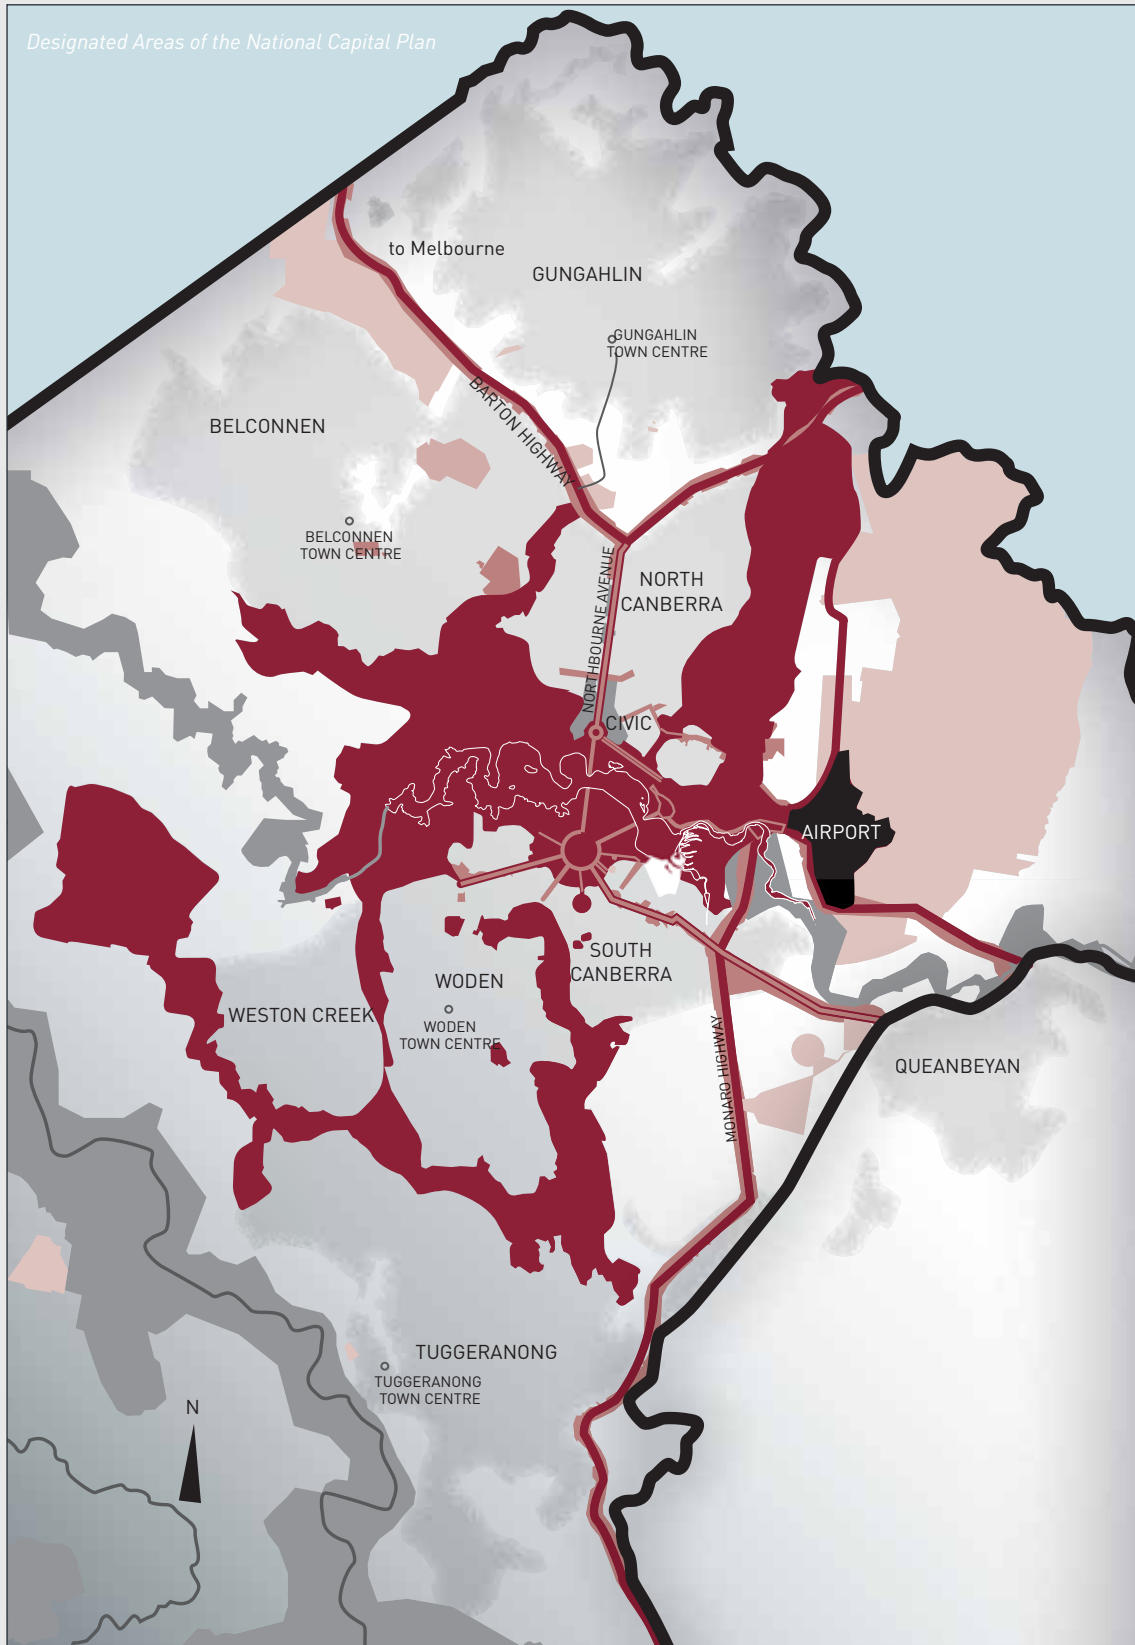 Designated Areas of the National Capital Plan
to Melbourne
GUNGAHLIN
GUNGAHLIN
TOWN CENTRE
BARTON HIGHWAY
BELCONNEN
BELCONNEN
TOWN CENTRE
NORTHBOURNE AVENUE
NORTH
CANBERRA
CIVIC
AIRPORT
SOUTH
CANBERRA
WODEN
WESTON CREEK
WODEN
TOWN CENTRE
MONARO HIGHWAY
QUEANBEYAN
TUGGERANONG
TUGGERANONG
TOWN CENTRE
N